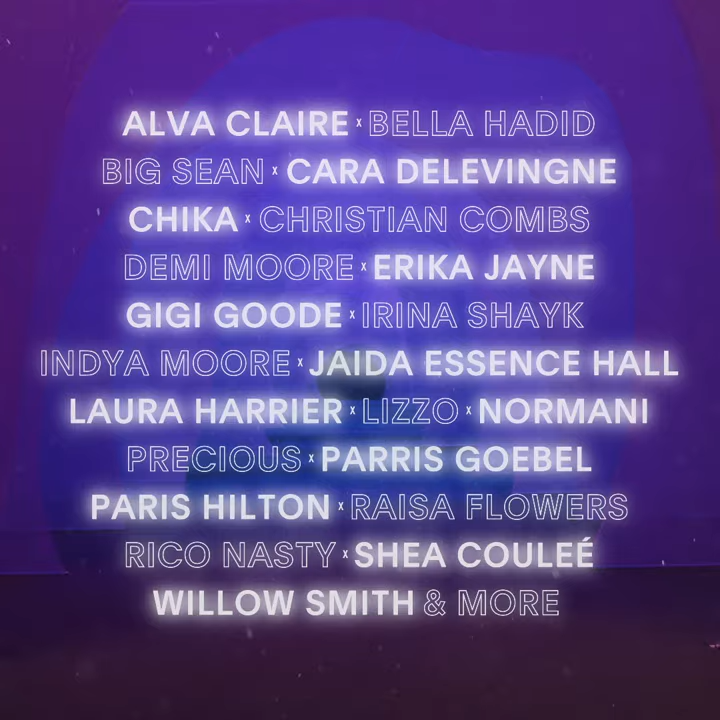 ALVA CLAIRE x BELLA HADID
BIG SEAN x CARA DELEVINGNE
CHIKA x CHRISTIAN COMBS
DEMI MOORE x ERIKA JAYNE
GIGI GOODE x IRINA SHAYK
INDYA MOORE x JAIDA ESSENCE HALL
LAURA HARRIER x LIZZO x NORMANI
PRECIOUS x PARRIS GOEBEL
PARIS HILTON x RAISA FLOWERS
RICO NASTY x SHEA COULEÉ
WILLOW SMITH & MORE